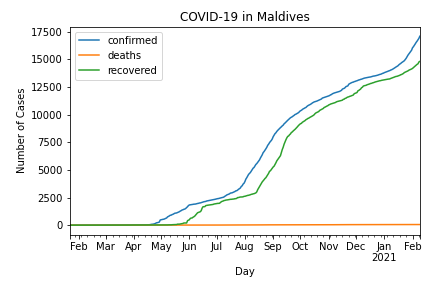 COVID-19 in Maldives
confirmed
deaths
recovered
Number of Cases
17500
15000
12500
10000
7500
5000
2500
0
Feb Mar Apr May Jun Jul Aug Sep Oct Nov Dec Jan Feb
2021
Day